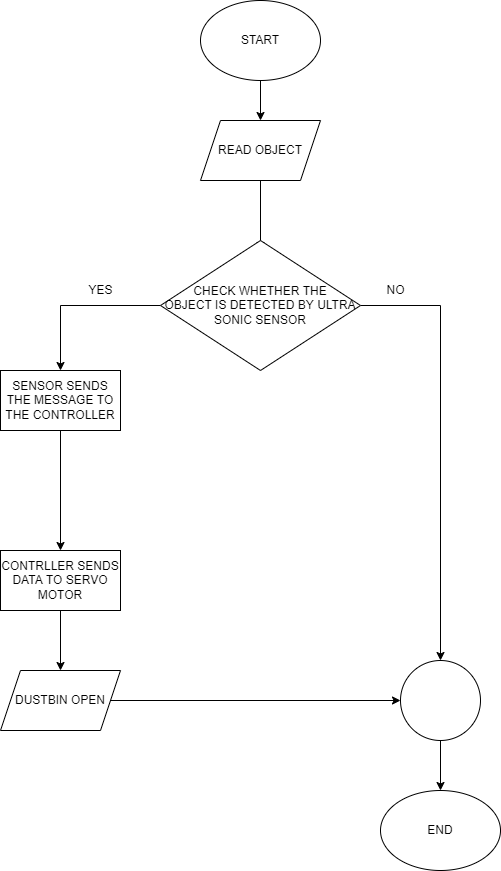 START
READ OBJECT
CHECK WHETHER THE
OBJECT IS DETECTED BY ULTRA
SONIC SENSOR
YES
NO
SENSOR SENDS
THE MESSAGE TO
THE CONTROLLER
CONTRLLER SENDS
DATA TO SERVO
MOTOR
DUSTBIN OPEN
END